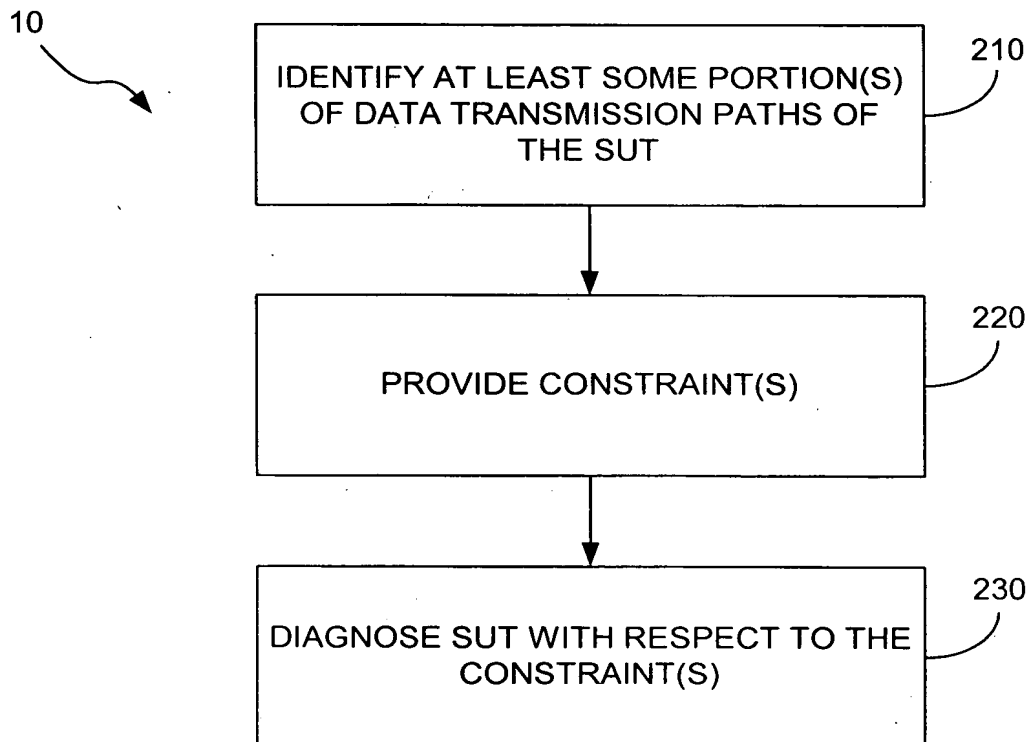 10
210
IDENTIFY AT LEAST SOME PORTION(S)
OF DATA TRANSMISSION PATHS OF
THE SUT
220
PROVIDE CONSTRAINT(S)
230
DIAGNOSE SUT WITH RESPECT TO THE
CONSTRAINT(S)